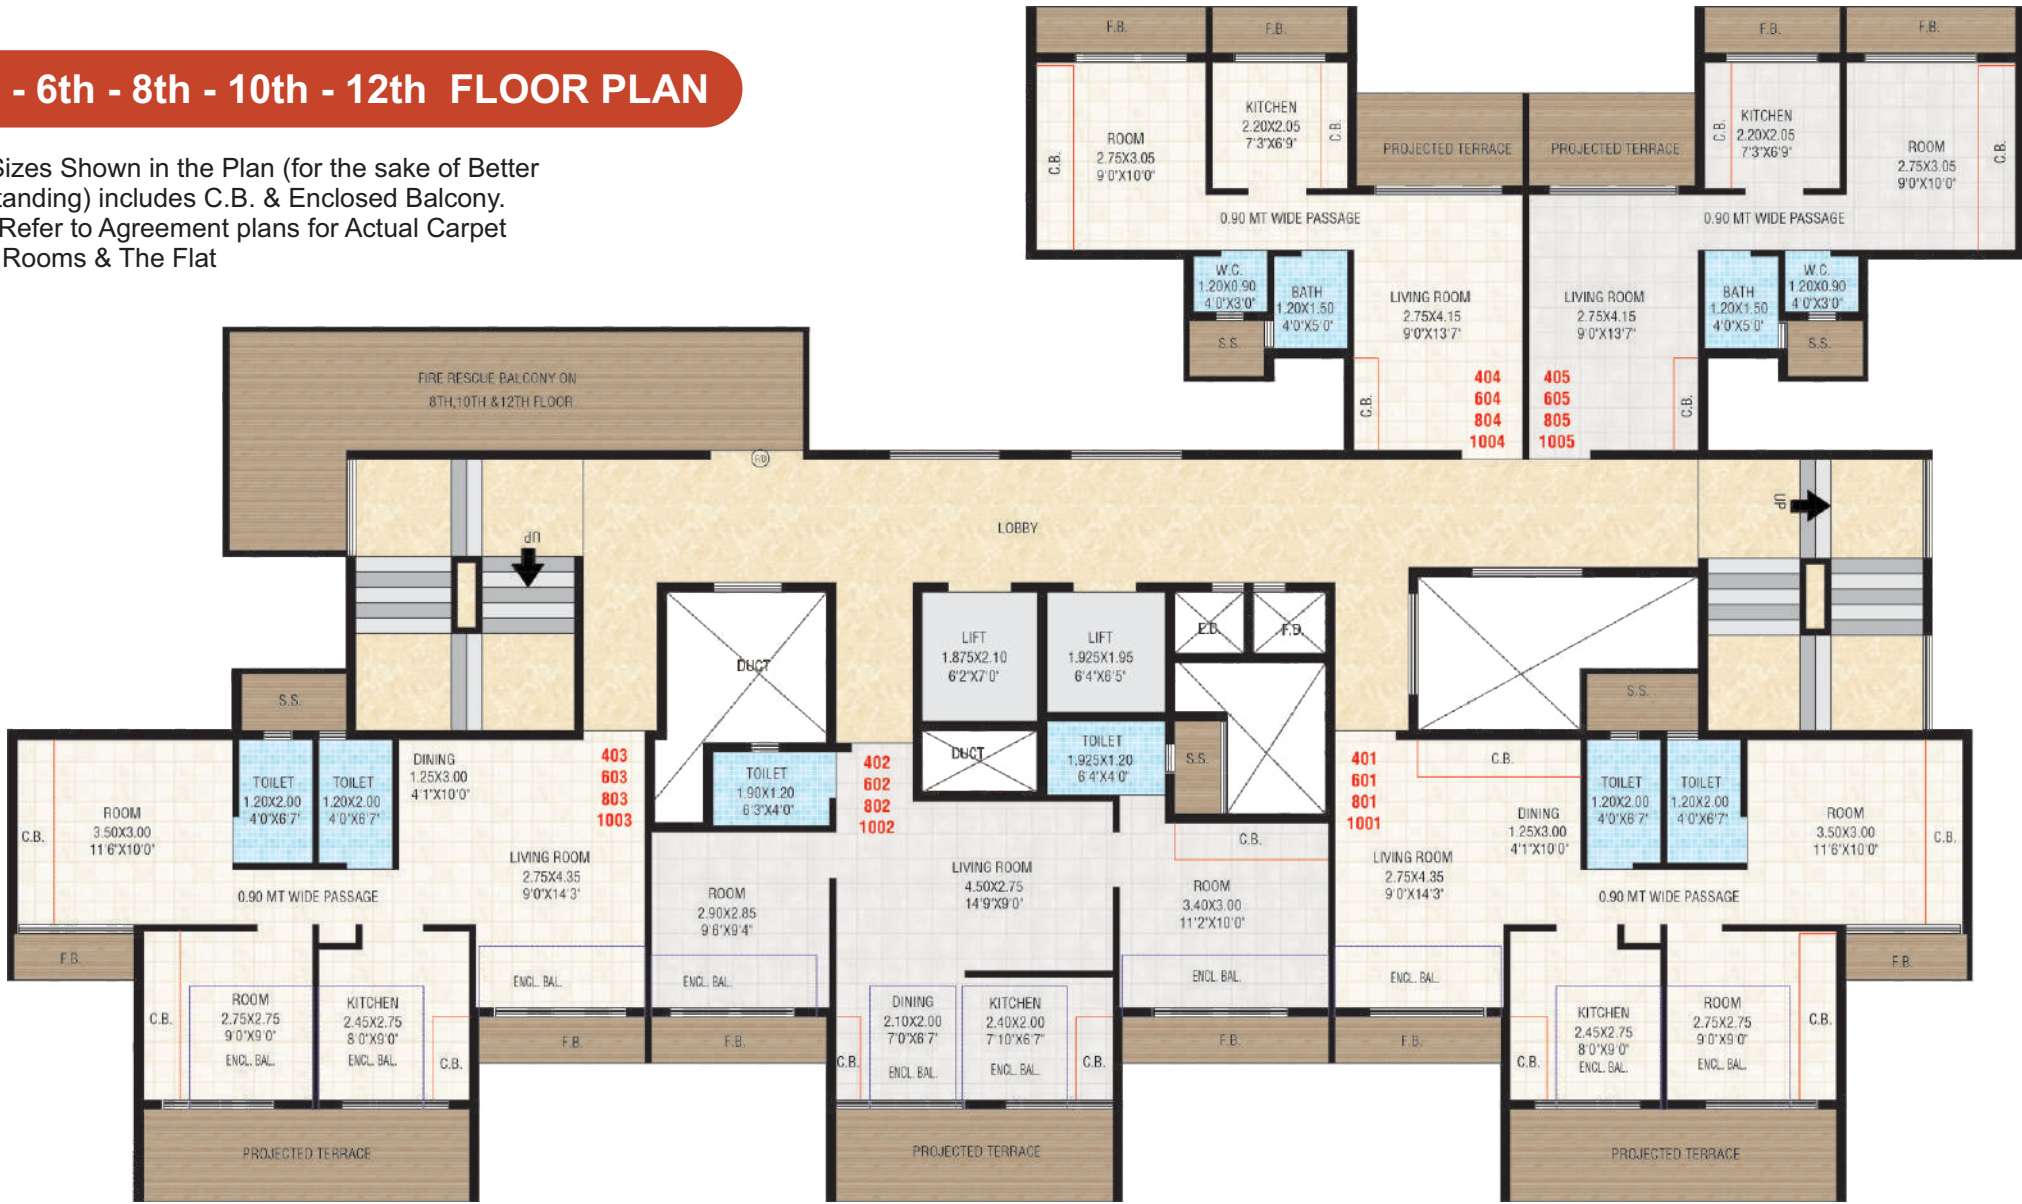 - 6th - 8th - 10th - 12th FLOOR PLAN
Sizes Shown in the Plan (for the sake of Better
tanding) includes C.B. & Enclosed Balcony.
Refer to Agreement plans for Actual Carpet
Rooms & The Flat
F.B.
F.B.
F.B.
F.B.
ROOM
2.75X3.05
9'0"X10'0"
C.B.
KITCHEN
2.20X2.05
7'3"X6'9"
C.B.
PROJECTED TERRACE
PROJECTED TERRACE
C.B.
KITCHEN
2.20X2.05
7'3"X6'9"
ROOM
2.75X3.05
9'0"X10'0"
C.B.
0.90 MT WIDE PASSAGE
0.90 MT WIDE PASSAGE
W.C.
1.20X0.90
4'0"X3'0"
BATH
1.20X1.50
4'0"X5'0"
S.S.
LIVING ROOM
2.75X4.15
9'0"X13'7"
LIVING ROOM
2.75X4.15
9'0"X13'7"
BATH
1.20X1.50
4'0"X5'0"
W.C.
1.20X0.90
4'0"X3'0"
S.S.
C.B.
404
604
804
1004
405
605
805
1005
C.B.
FIRE RESCUE BALCONY ON
8TH,10TH &12TH FLOOR
RD
UP
LOBBY
UP
DUCT
LIFT
1.875X2.10
6'2"X7'0"
LIFT
1.925X1.95
6'4"X6'5"
E.D.
F.D.
S.S.
S.S.
DUCT
TOILET
1.925X1.20
6'4"X4'0"
S.S.
ROOM
3.50X3.00
11'6"X10'0"
C.B.
TOILET
1.20X2.00
4'0"X6'7"
TOILET
1.20X2.00
4'0"X6'7"
DINING
1.25X3.00
4'1"X10'0"
403
603
803
1003
TOILET
1.90X1.20
6'3"X4'0"
402
602
802
1002
401
601
801
1001
C.B.
DINING
1.25X3.00
4'1"X10'0"
TOILET
1.20X2.00
4'0"X6'7"
TOILET
1.20X2.00
4'0"X6'7"
ROOM
3.50X3.00
11'6"X10'0"
C.B.
0.90 MT WIDE PASSAGE
LIVING ROOM
2.75X4.35
9'0"X14'3"
ROOM
2.90X2.85
9'6"X9'4"
LIVING ROOM
4.50X2.75
14'9"X9'0"
C.B.
ROOM
3.40X3.00
11'2"X10'0"
LIVING ROOM
2.75X4.35
9'0"X14'3"
0.90 MT WIDE PASSAGE
F.B.
ENCL. BAL.
ENCL. BAL.
ENCL. BAL.
ENCL. BAL.
F.B.
C.B.
ROOM
2.75X2.75
9'0"X9'0"
ENCL. BAL.
KITCHEN
2.45X2.75
8'0"X9'0"
ENCL. BAL.
C.B.
F.B.
F.B.
C.B.
DINING
2.10X2.00
7'0"X6'7"
ENCL. BAL.
KITCHEN
2.40X2.00
7'10"X6'7"
ENCL. BAL.
C.B.
F.B.
F.B.
C.B.
KITCHEN
2.45X2.75
8'0"X9'0"
ENCL. BAL.
ROOM
2.75X2.75
9'0"X9'0"
ENCL. BAL.
C.B.
PROJECTED TERRACE
PROJECTED TERRACE
PROJECTED TERRACE